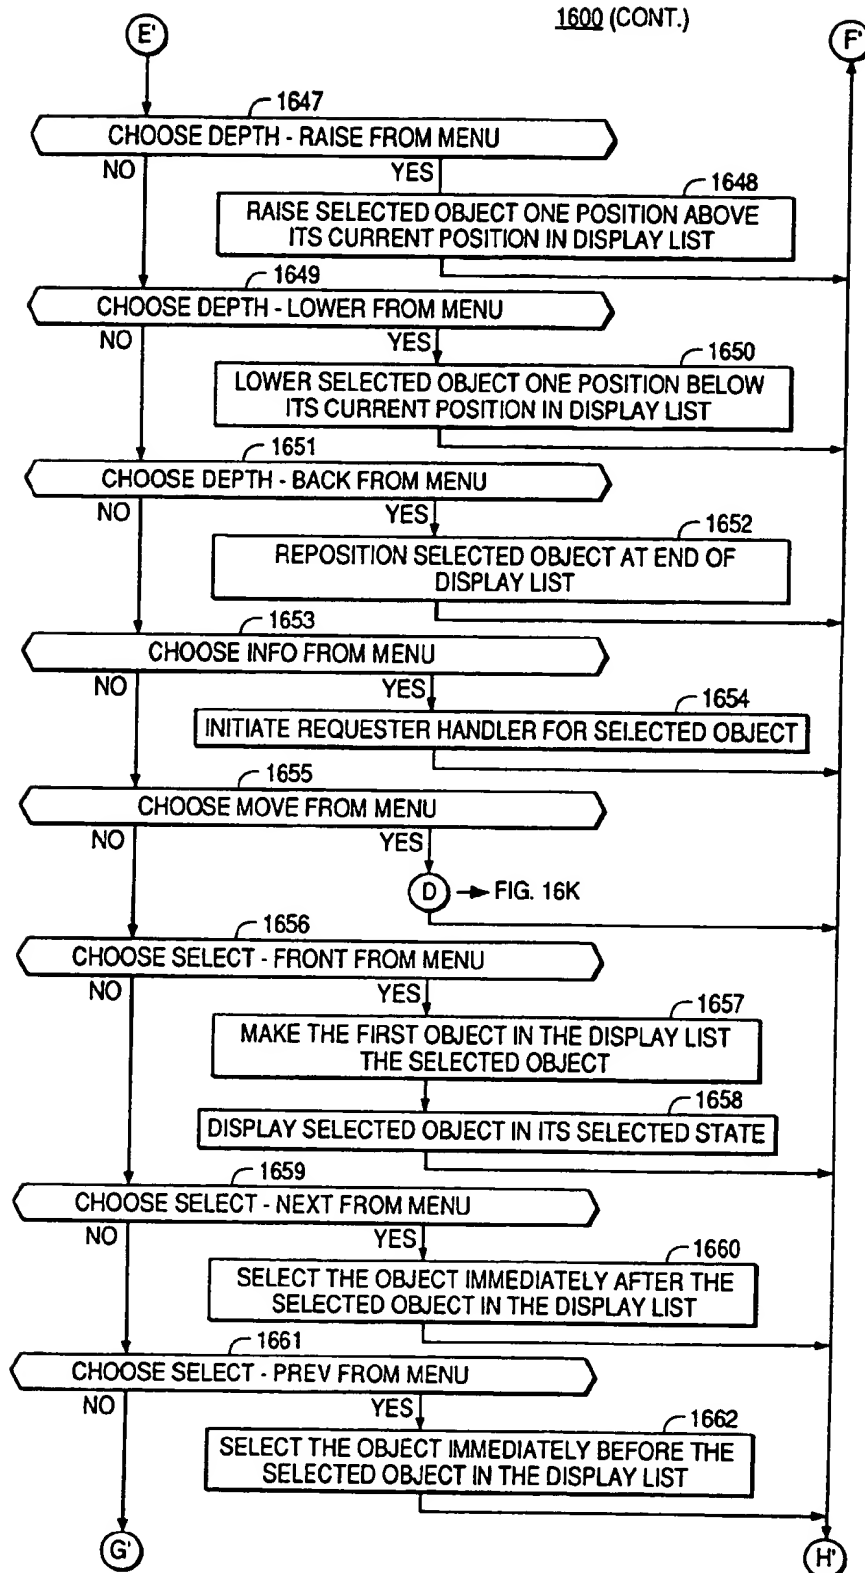 1600 (CONT.)
E'
F'
1647
CHOOSE DEPTH - RAISE FROM MENU
NO
YES
1648
RAISE SELECTED OBJECT ONE POSITION ABOVE
ITS CURRENT POSITION IN DISPLAY LIST
1649
CHOOSE DEPTH - LOWER FROM MENU
NO
YES
1650
LOWER SELECTED OBJECT ONE POSITION BELOW
ITS CURRENT POSITION IN DISPLAY LIST
1651
CHOOSE DEPTH - BACK FROM MENU
NO
YES
1652
REPOSITION SELECTED OBJECT AT END OF
DISPLAY LIST
1653
CHOOSE INFO FROM MENU
NO
YES
1654
INITIATE REQUESTER HANDLER FOR SELECTED OBJECT
1655
CHOOSE MOVE FROM MENU
NO
YES
D
FIG. 16K
1656
CHOOSE SELECT - FRONT FROM MENU
NO
YES
1657
MAKE THE FIRST OBJECT IN THE DISPLAY LIST
THE SELECTED OBJECT
1658
DISPLAY SELECTED OBJECT IN ITS SELECTED STATE
1659
CHOOSE SELECT - NEXT FROM MENU
NO
YES
1660
SELECT THE OBJECT IMMEDIATELY AFTER THE
SELECTED OBJECT IN THE DISPLAY LIST
1661
CHOOSE SELECT - PREV FROM MENU
NO
YES
1662
SELECT THE OBJECT IMMEDIATELY BEFORE THE
SELECTED OBJECT IN THE DISPLAY LIST
G'
H'